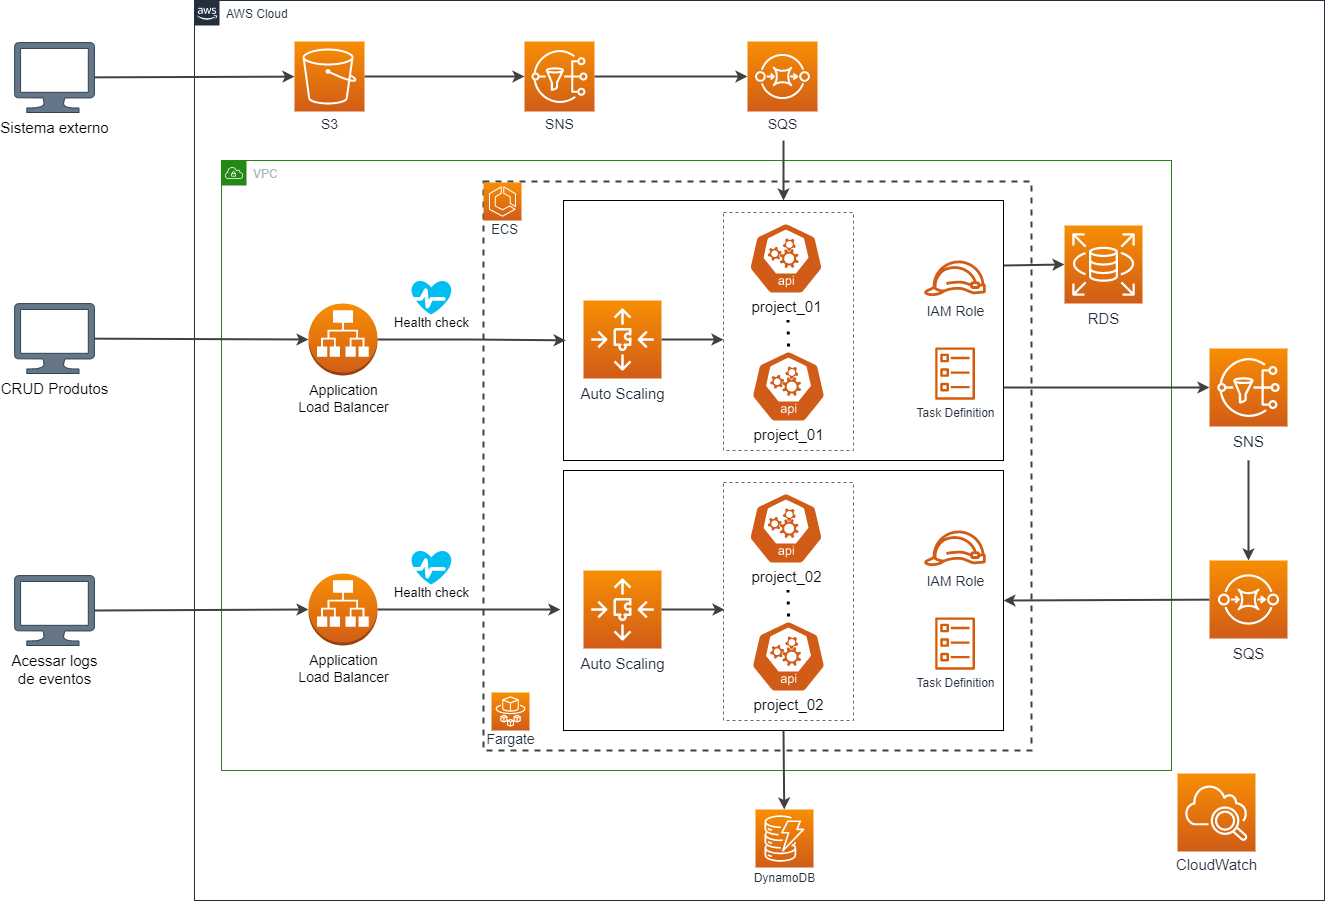 aws
AWS Cloud
Sistema externo
S3
SNS
SQS
VPC
ECS
CRUD Produtos
Application
Load Balancer
Health check
Auto Scaling
api
project_01
api
project_01
IAM Role
Task Definition
RDS
SNS
SQS
Acessar logs
de eventos
Application
Load Balancer
Health check
Auto Scaling
api
project_02
api
project_02
IAM Role
Task Definition
Fargate
DynamoDB
CloudWatch